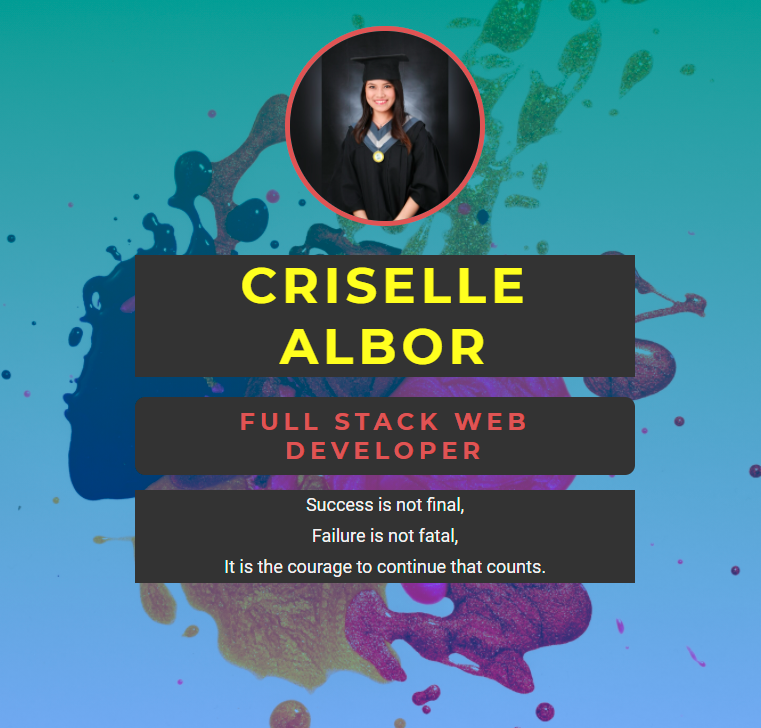 CRISELLE
ALBOR
FULL STACK WEB
DEVELOPER
Success is not final,
Failure is not fatal,
It is the courage to continue that counts.